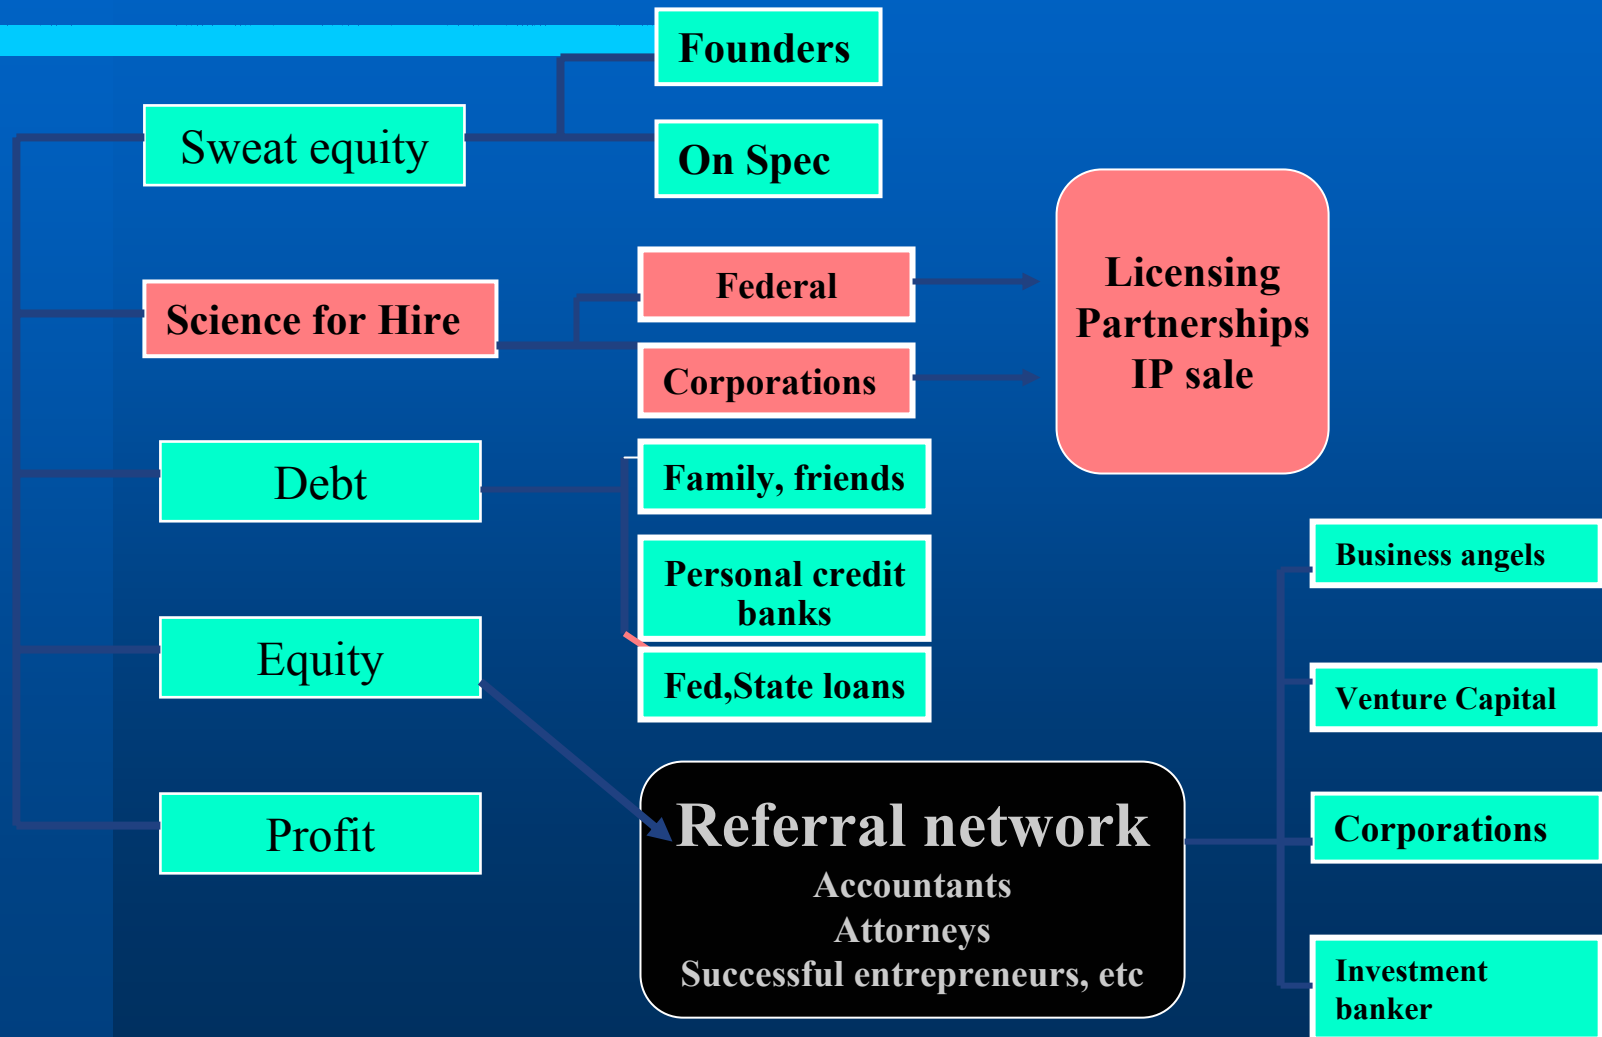 Founders
Sweat equity
On Spec
Science for Hire
Federal
Corporations
Licensing
Partnerships
IP sale
Debt
Family, friends
Personal credit
banks
Fed,State loans
Equity
Profit
Referral network
Accountants
Attorneys
Successful entrepreneurs, etc
Business angels
Venture Capital
Corporations
Investment
banker